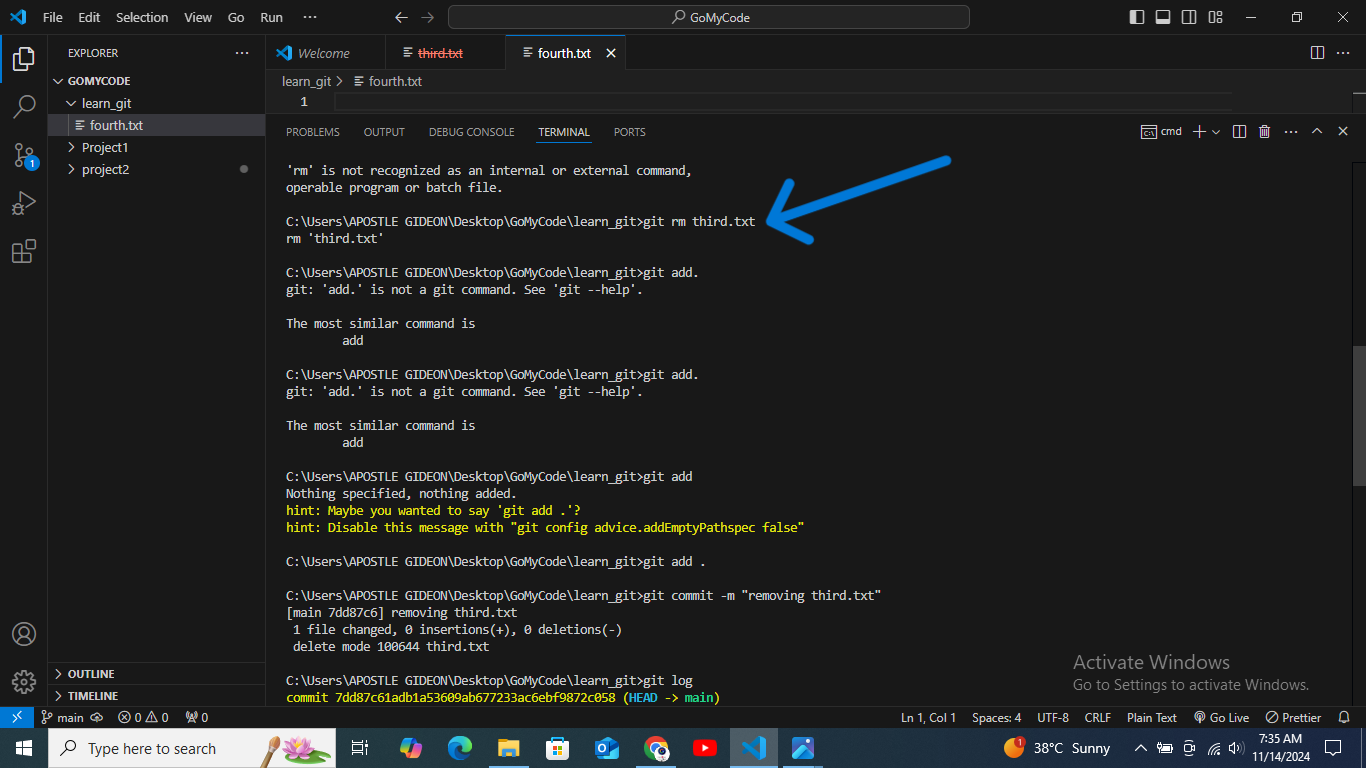 File Edit Selection View Go Run ··· GoMyCode
EXPLORER ···
GOMYCODE
learn_git
fourth.txt
Project1
project2
OUTLINE
TIMELINE
1
Welcome third.txt fourth.txt
learn_git > fourth.txt
1
PROBLEMS OUTPUT DEBUG CONSOLE TERMINAL PORTS cmd
'rm' is not recognized as an internal or external command,
operable program or batch file.
C:\Users\APOSTLE GIDEON\Desktop\GoMyCode\learn_git>git rm third.txt
rm 'third.txt'
C:\Users\APOSTLE GIDEON\Desktop\GoMyCode\learn_git>git add.
git: 'add.' is not a git command. See 'git --help'.
The most similar command is
add
C:\Users\APOSTLE GIDEON\Desktop\GoMyCode\learn_git>git add.
git: 'add.' is not a git command. See 'git --help'.
The most similar command is
add
C:\Users\APOSTLE GIDEON\Desktop\GoMyCode\learn_git>git add
Nothing specified, nothing added.
hint: Maybe you wanted to say 'git add .'?
hint: Disable this message with "git config advice.addEmptyPathspec false"
C:\Users\APOSTLE GIDEON\Desktop\GoMyCode\learn_git>git add .
C:\Users\APOSTLE GIDEON\Desktop\GoMyCode\learn_git>git commit -m "removing third.txt"
[main 7dd87c6] removing third.txt
1 file changed, 0 insertions(+), 0 deletions(-)
delete mode 100644 third.txt
C:\Users\APOSTLE GIDEON\Desktop\GoMyCode\learn_git>git log
commit 7dd87c61adb1a53609ab677233ac6ebf9872c058 (HEAD -> main)
Activate Windows
Go to Settings to activate Windows.
main 0 0 0 Ln 1, Col 1 Spaces: 4 UTF-8 CRLF Plain Text Go Live Prettier
Type here to search 1 38°C Sunny 7:35 AM
11/14/2024